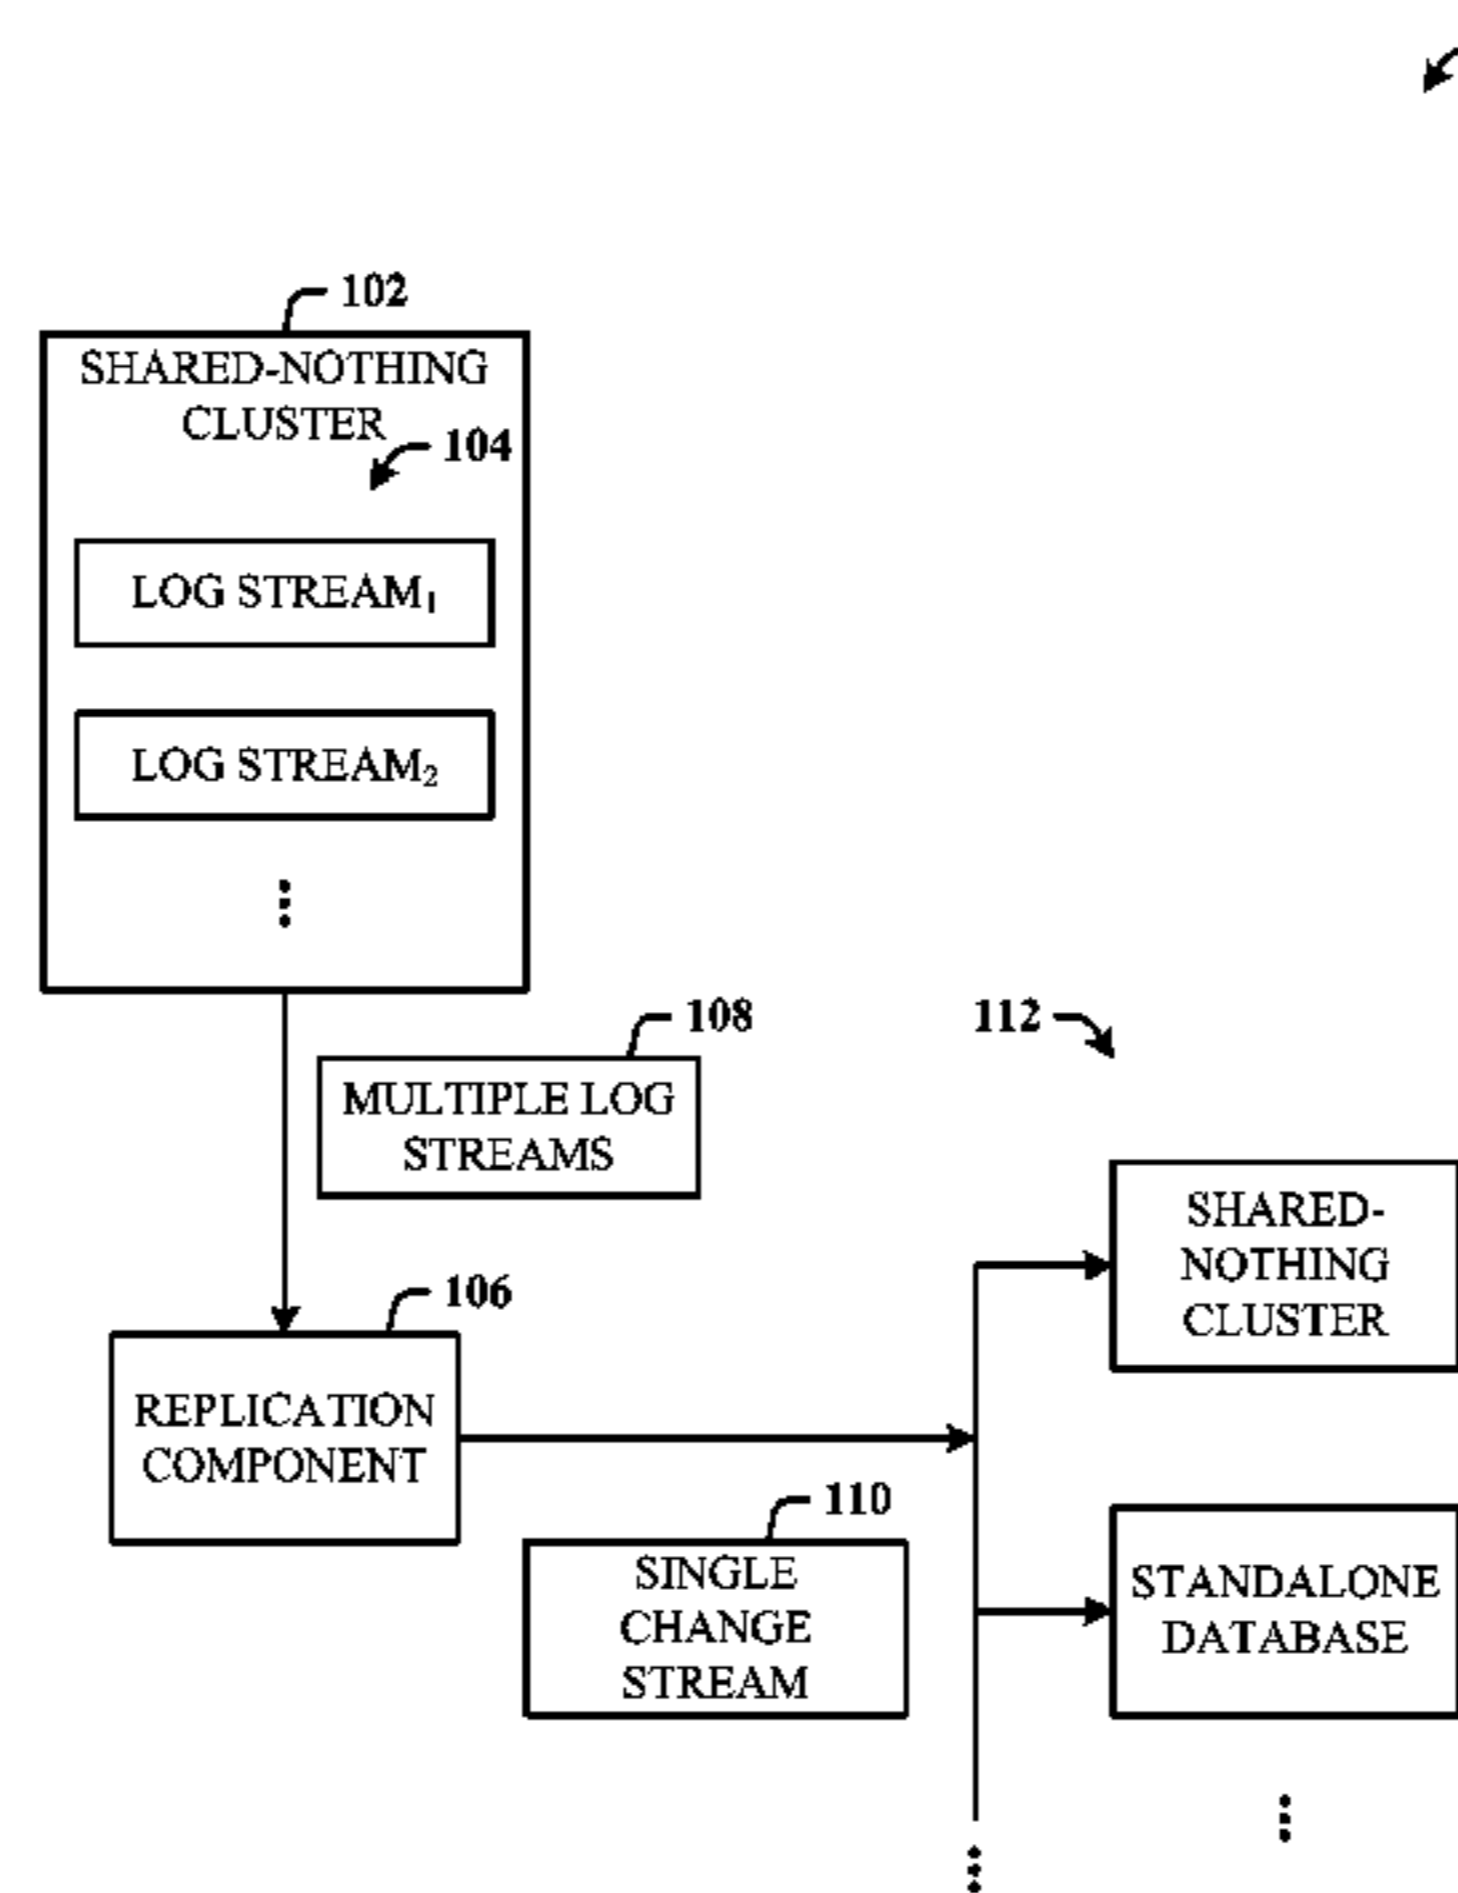 102
SHARED-NOTHING
CLUSTER
104
LOG STREAM₁
LOG STREAM₂
108
MULTIPLE LOG
STREAMS
112
SHARED-
NOTHING
CLUSTER
106
REPLICATION
COMPONENT
110
SINGLE
CHANGE
STREAM
STANDALONE
DATABASE